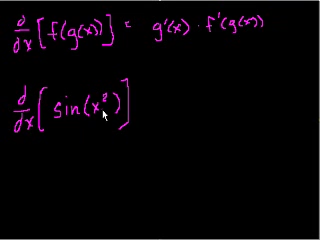 d/dx [f(g(x))] = g'(x) · f'(g(x))
d/dx [sin(x²)]